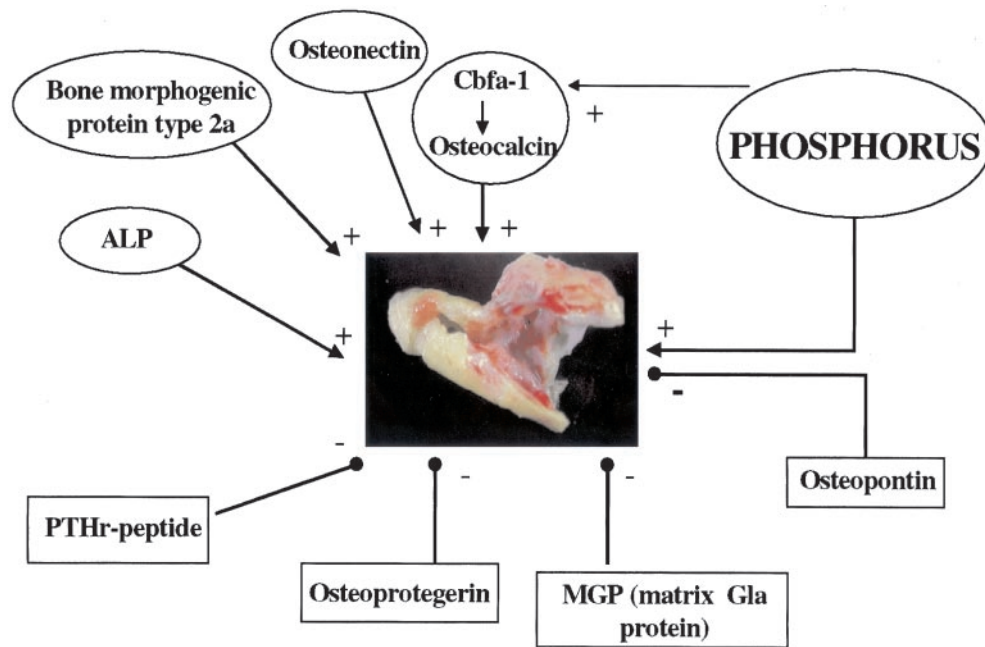 Osteonectin
Cbfa-1
Osteocalcin
+
Bone morphogenic
protein type 2a
PHOSPHORUS
ALP
+
+
+
+
+
-
-
-
-
PTHr-peptide
Osteopontin
Osteoprotegerin
MGP (matrix Gla
protein)